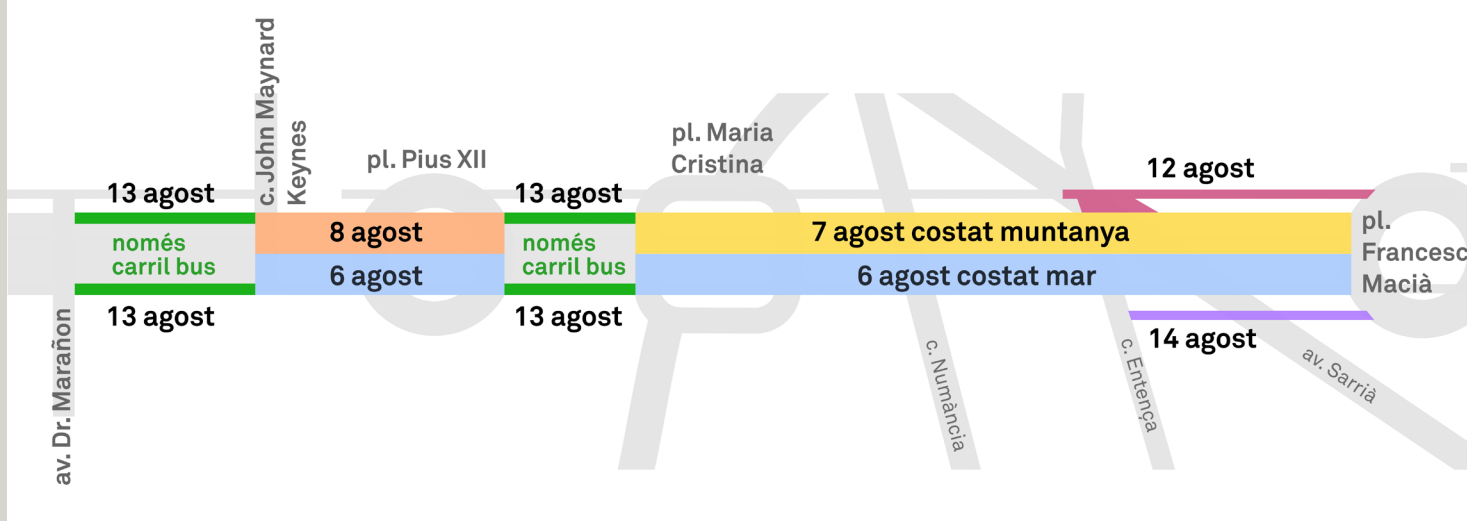 c. John Maynard
Keynes
pl. Pius XII
pl. Maria
Cristina
12 agost
13 agost
13 agost
només
carril bus
8 agost
6 agost
només
carril bus
7 agost costat muntanya
6 agost costat mar
pl.
Francesc
Macià
13 agost
13 agost
14 agost
av. Dr. Marañon
c. Numància
c. Entença
av. Sarrià